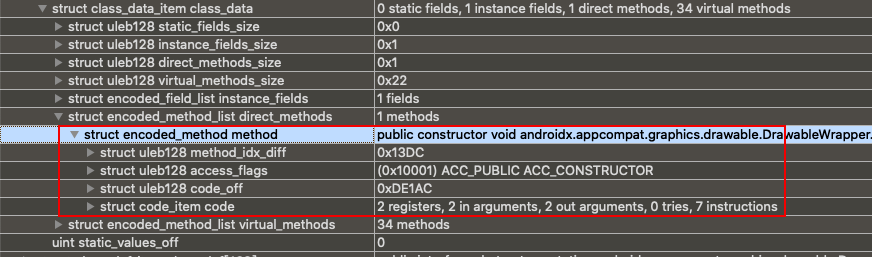 struct class_data_item class_data 0 static fields, 1 instance fields, 1 direct methods, 34 virtual methods
struct uleb128 static_fields_size 0x0
struct uleb128 instance_fields_size 0x1
struct uleb128 direct_methods_size 0x1
struct uleb128 virtual_methods_size 0x22
struct encoded_field_list instance_fields 1 fields
struct encoded_method_list direct_methods 1 methods
struct encoded_method method public constructor void androidx.appcompat.graphics.drawable.DrawableWrapper.
struct uleb128 method_idx_diff 0x13DC
struct uleb128 access_flags (0x10001) ACC_PUBLIC ACC_CONSTRUCTOR
struct uleb128 code_off 0xDE1AC
struct code_item code 2 registers, 2 in arguments, 2 out arguments, 0 tries, 7 instructions
struct encoded_method_list virtual_methods 34 methods
uint static_values_off 0